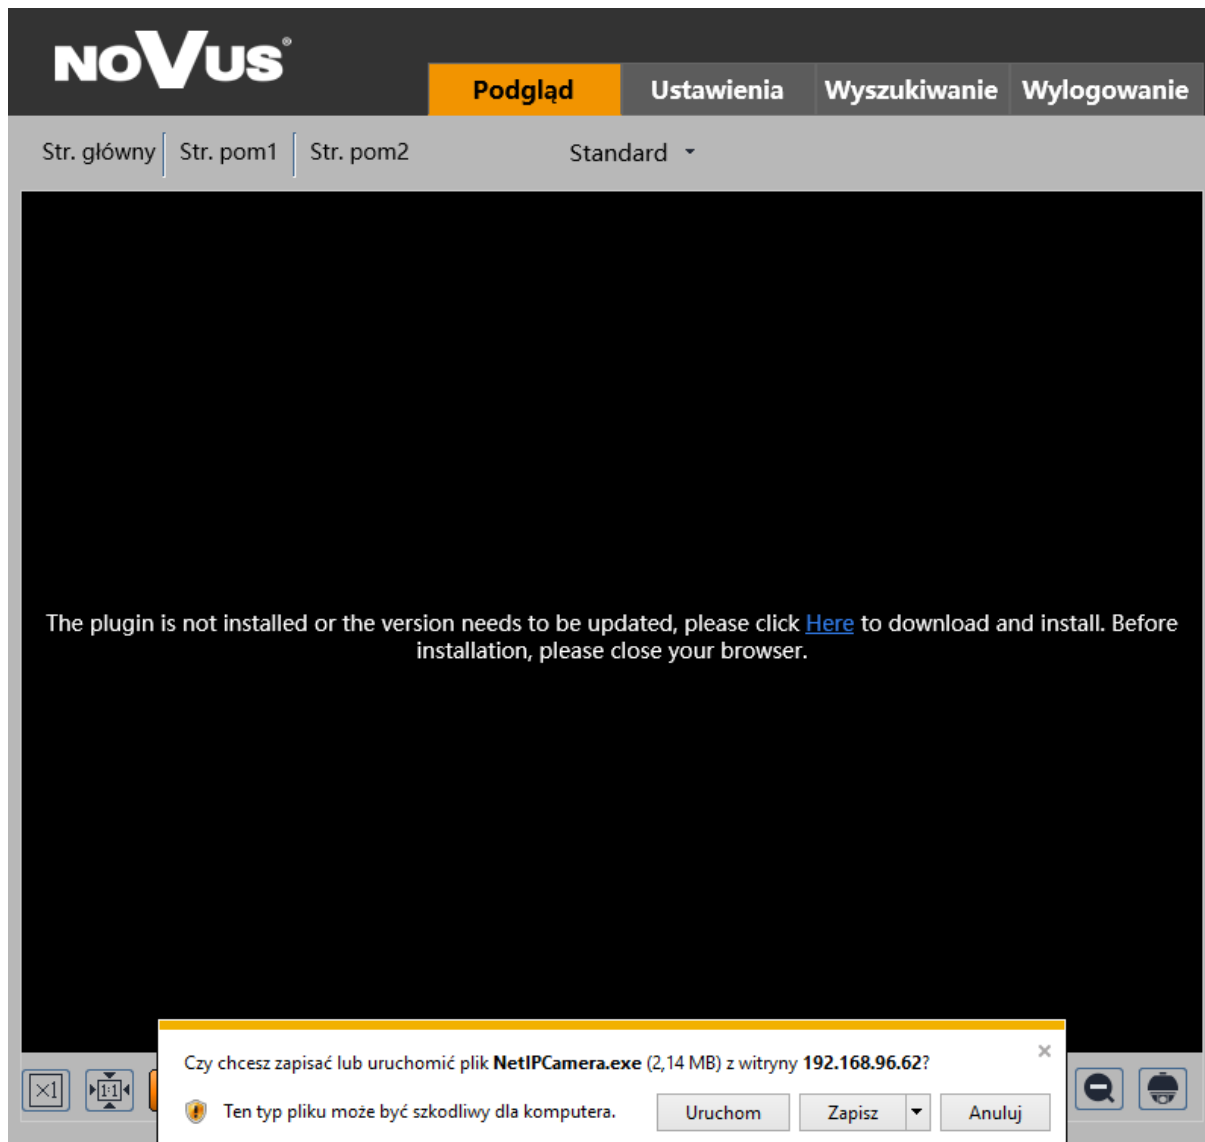 NOVUS®
Podgląd Ustawienia Wyszukiwanie Wylogowanie
Str. główny Str. pom1 Str. pom2 Standard
The plugin is not installed or the version needs to be updated, please click Here to download and install. Before
installation, please close your browser.
Czy chcesz zapisać lub uruchomić plik NetIPCamera.exe (2,14 MB) z witryny 192.168.96.62?
Ten typ pliku może być szkodliwy dla komputera. Uruchom Zapisz Anuluj
×1 1:1